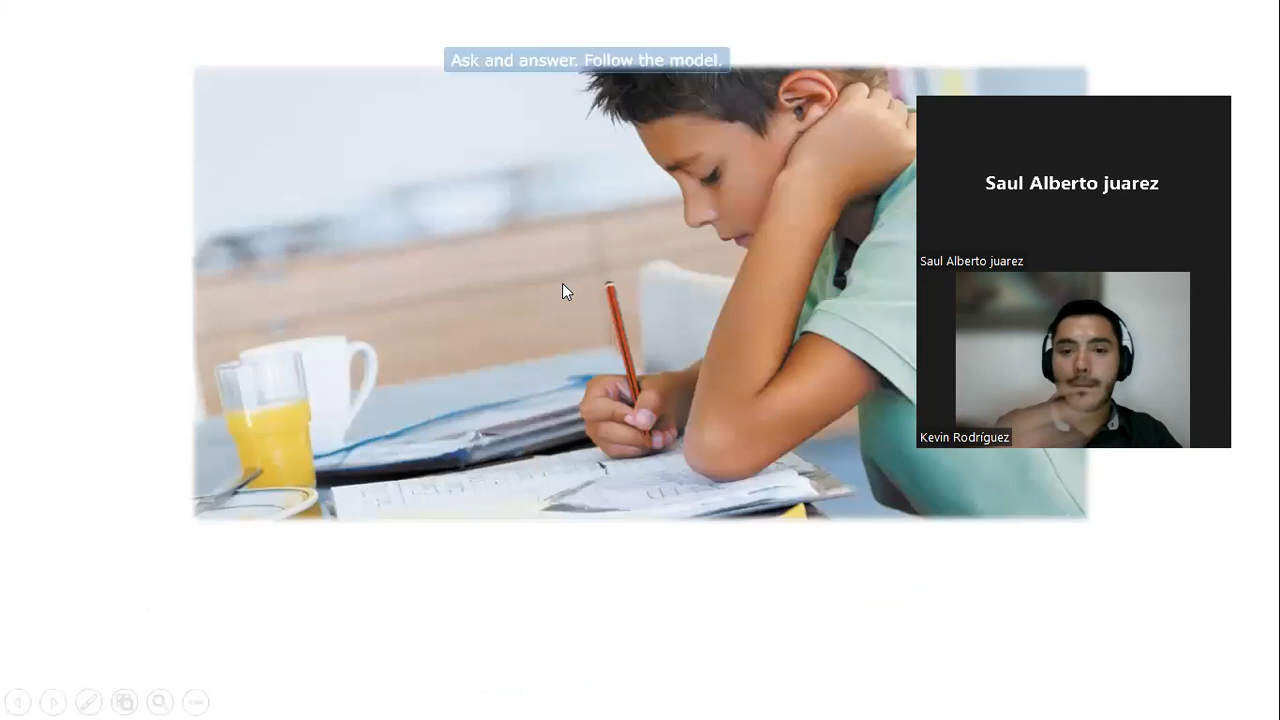 Ask and answer. Follow the model.
Saul Alberto juarez
Saul Alberto juarez
Kevin Rodríguez